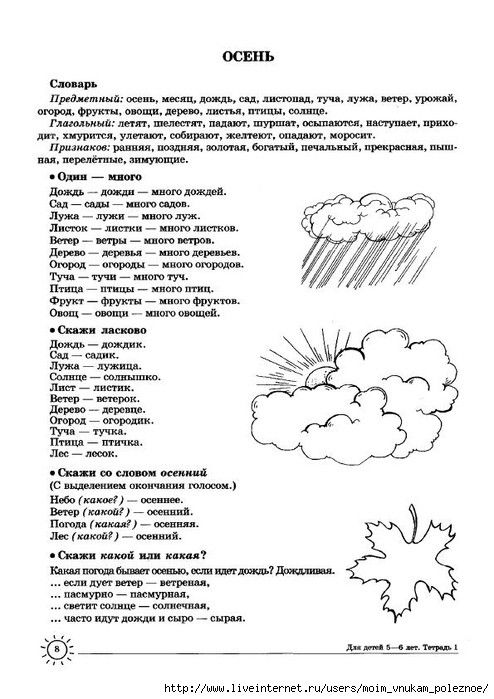 ОСЕНЬ
Словарь
Предметный: осень, месяц, дождь, сад, листопад, туча, лужа, ветер, урожай,
огород, фрукты, овощи, дерево, листья, птицы, солнце.
Глагольный: летят, шелестят, падают, шуршат, осыпаются, наступает, прихо-
дит, хмурится, улетают, собирают, желтеют, опадают, моросит.
Признаков: ранняя, поздняя, золотая, богатый, печальный, прекрасная, пыш-
ная, перелётные, зимующие.
• Один — много
Дождь — дожди — много дождей.
Сад — сады — много садов.
Лужа — лужи — много луж.
Листок — листки — много листков.
Ветер — ветры — много ветров.
Дерево — деревья — много деревьев.
Огород — огороды — много огородов.
Туча — тучи — много туч.
Птица — птицы — много птиц.
Фрукт — фрукты — много фруктов.
Овощ — овощи — много овощей.
• Скажи ласково
Дождь — дождик.
Сад — садик.
Лужа — лужица.
Солнце — солнышко.
Лист — листик.
Ветер — ветерок.
Дерево — деревце.
Огород — огородик.
Туча — тучка.
Птица — птичка.
Лес — лесок.
• Скажи со словом осенний
(С выделением окончания голосом.)
Небо (какое?) — осеннее.
Ветер (какой?) — осенний.
Погода (какая?) — осенняя.
Лес (какой?) — осенний.
• Скажи какой или какая?
Какая погода бывает осенью, если идет дождь? Дождливая.
... если дует ветер — ветреная,
... пасмурно — пасмурная,
... светит солнце — солнечная,
... часто идут дожди и сыро — сырая.
8
Для детей 5—6 лет. Тетрадь 1
http://www.liveinternet.ru/users/moim_vnukam_poleznoe/